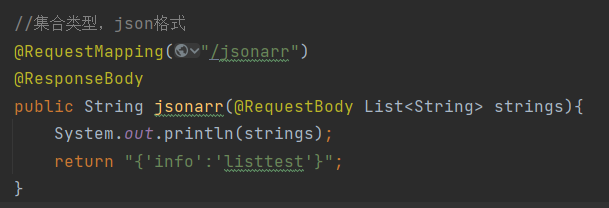 //集合类型，json格式
@RequestMapping("/jsonarr")
@ResponseBody
public String jsonarr(@RequestBody List<String> strings){
    System.out.println(strings);
    return "{'info':'listtest'}";
}